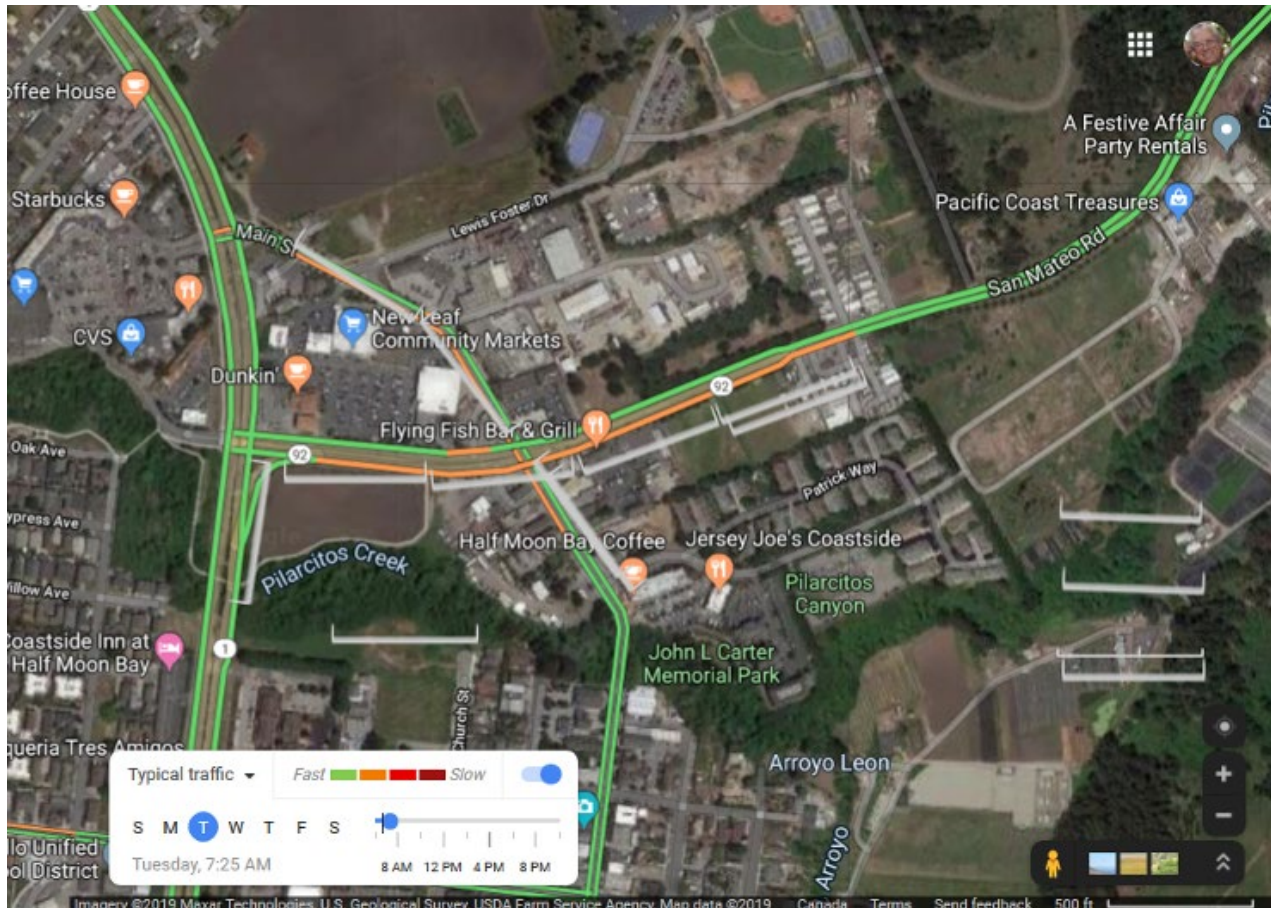 1
offee House
A Festive Affair
Party Rentals
Starbucks
Pacific Coast Treasures
Lewis Foster Dr
Main St
San Mateo Rd
New Leaf
Community Markets
CVS
Dunkin'
92
Flying Fish Bar & Grill
Oak Ave
92
Patrick Way
ypress Ave
Half Moon Bay Coffee
Jersey Joe's Coastside
Pilarcitos Creek
Pilarcitos
Canyon
illow Ave
Coastside Inn at
Half Moon Bay
1
John L Carter
Memorial Park
Church St
queria Tres Amigos
Arroyo Leon
Typical traffic
Fast
Slow
S M T W T F S
8 AM 12 PM 4 PM 8 PM
Tuesday, 7:25 AM
llo Unified
ool District
Arroyo
Imagery ©2019 Maxar Technologies, U.S. Geological Survey, USDA Farm Service Agency, Map data ©2019 Canada Terms Send feedback 500 ft